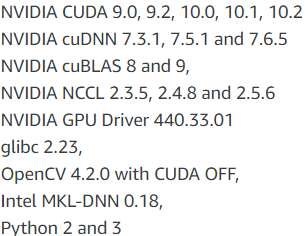 NVIDIA CUDA 9.0, 9.2, 10.0, 10.1, 10.2
NVIDIA cuDNN 7.3.1, 7.5.1 and 7.6.5
NVIDIA cuBLAS 8 and 9,
NVIDIA NCCL 2.3.5, 2.4.8 and 2.5.6
NVIDIA GPU Driver 440.33.01
glibc 2.23,
OpenCV 4.2.0 with CUDA OFF,
Intel MKL-DNN 0.18,
Python 2 and 3